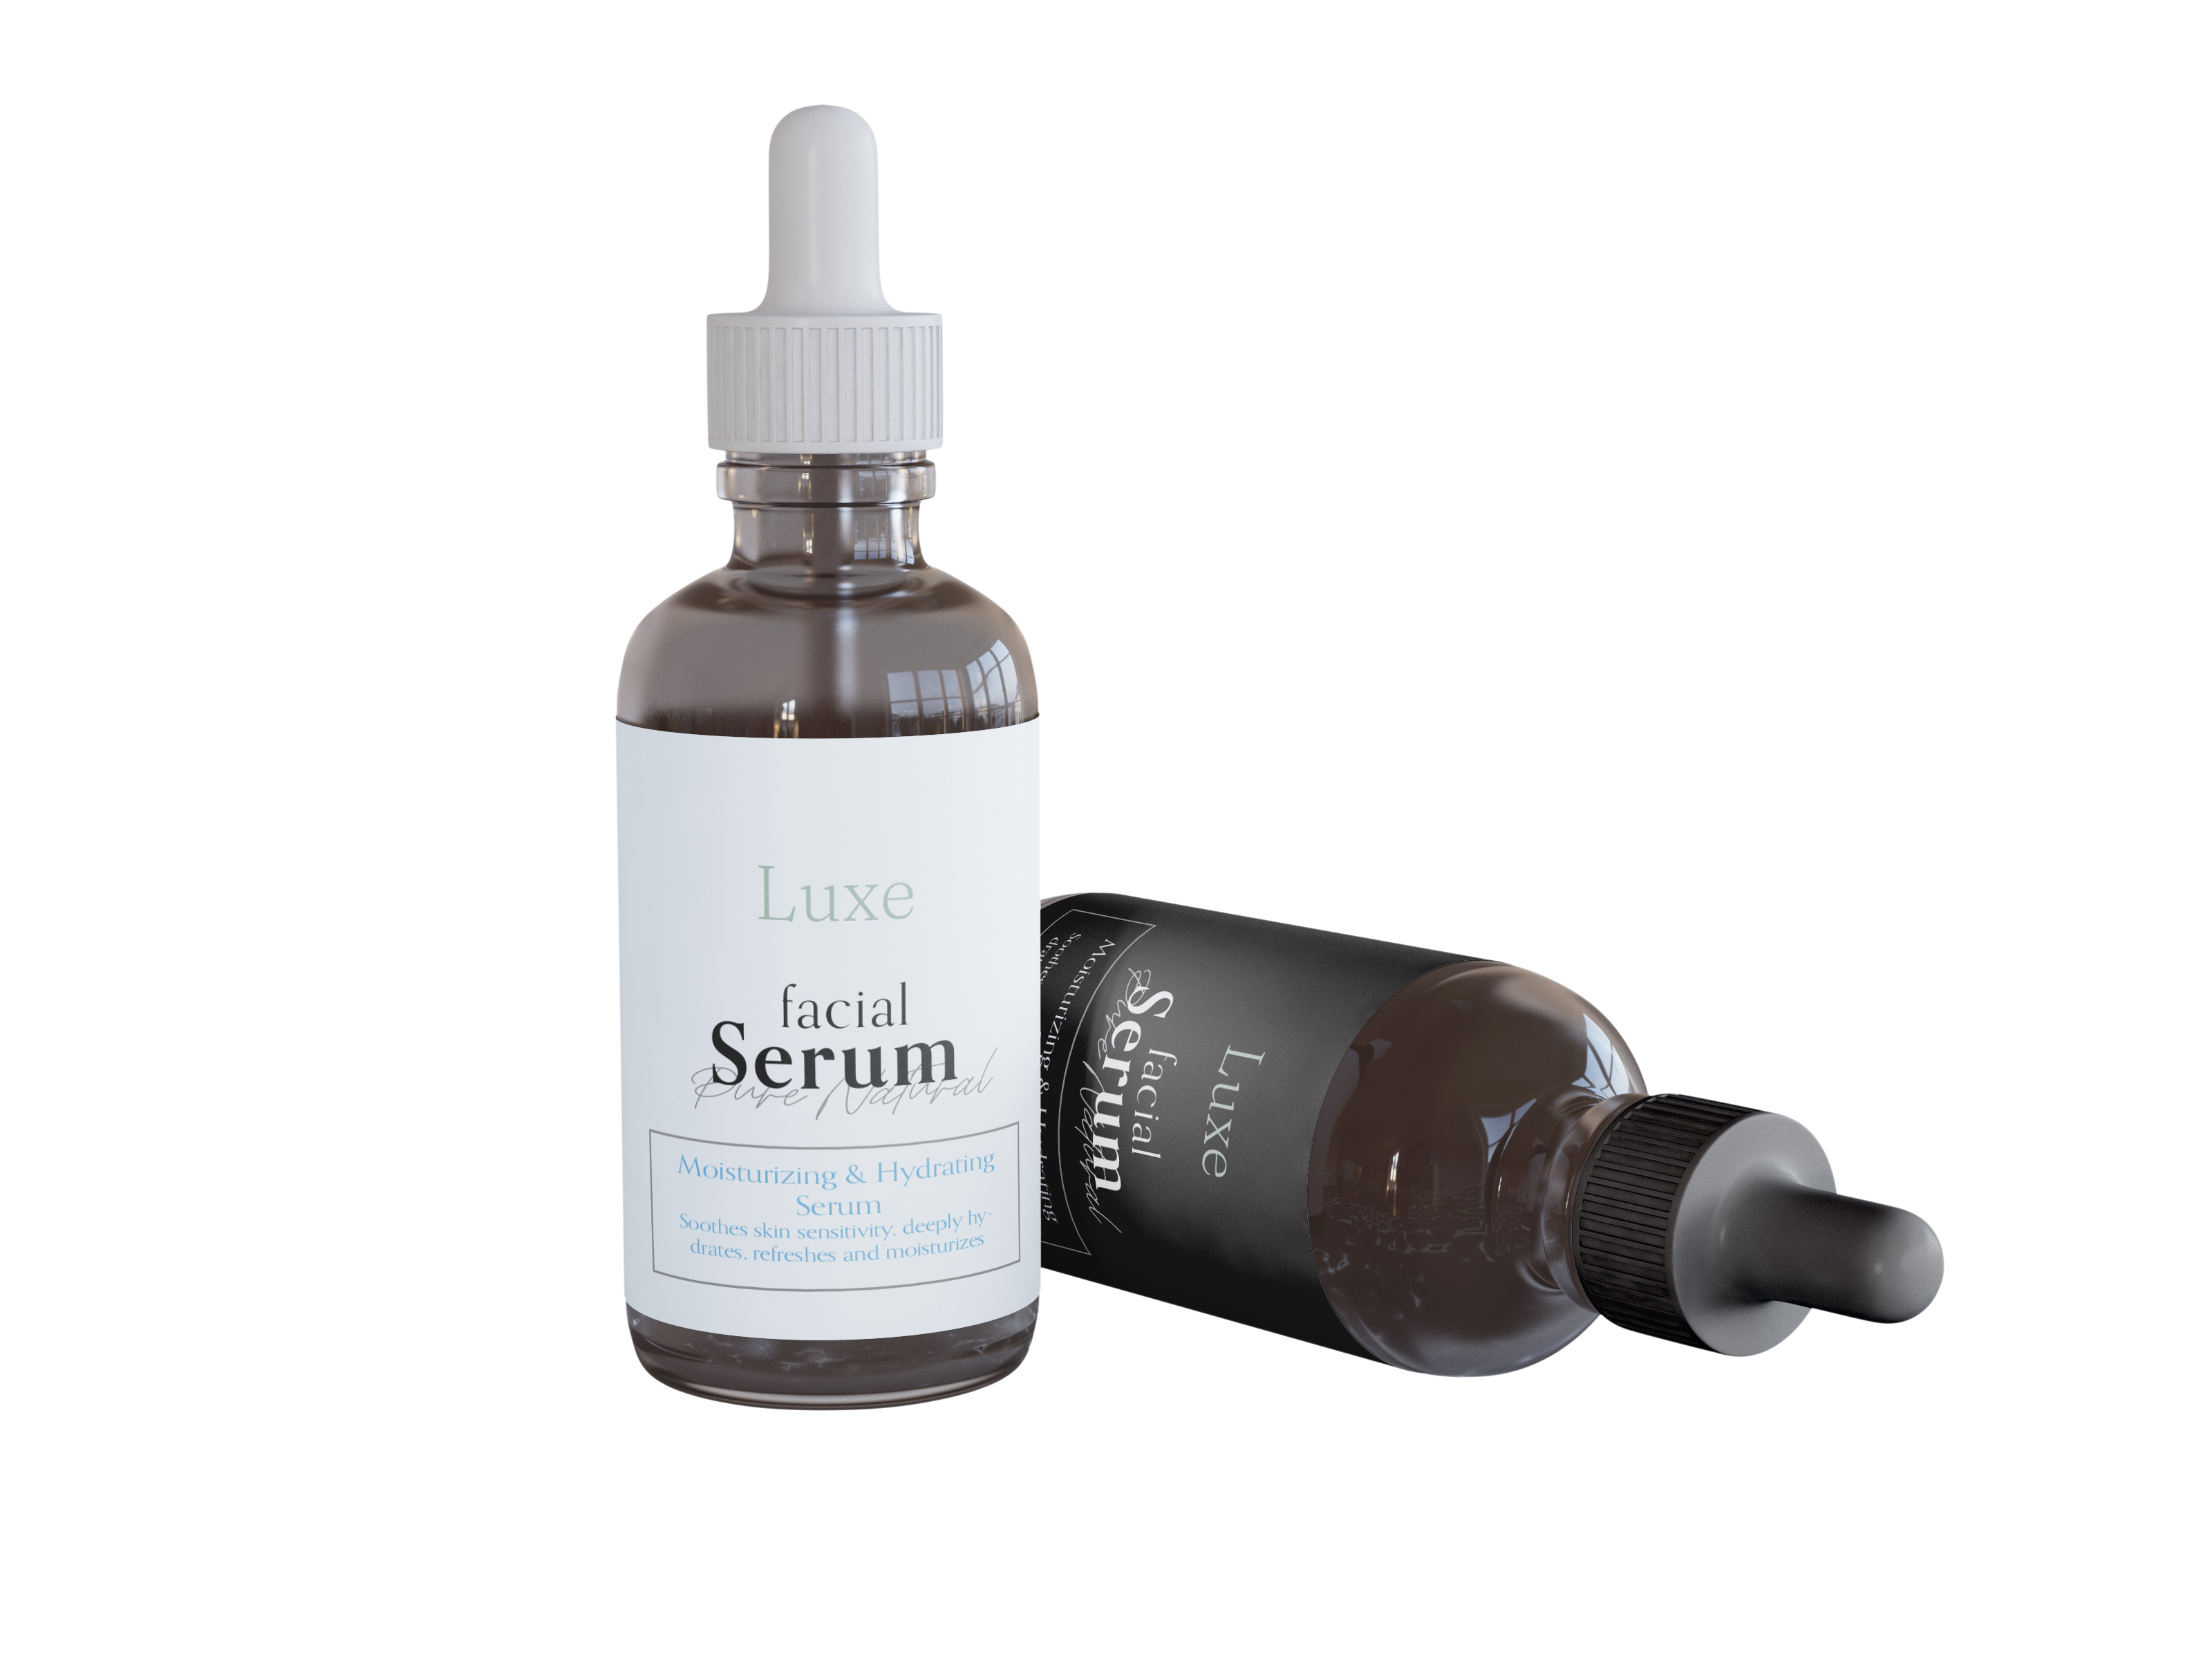 Luxe
facial
Serum
Pure Natural
Moisturizing & Hydrating
Serum
Soothes skin sensitivity, deeply hy-
drates, refreshes and moisturizes
Luxe
facial
Serum
Pure Natural
Moisturizing & Hydrating
Soothes